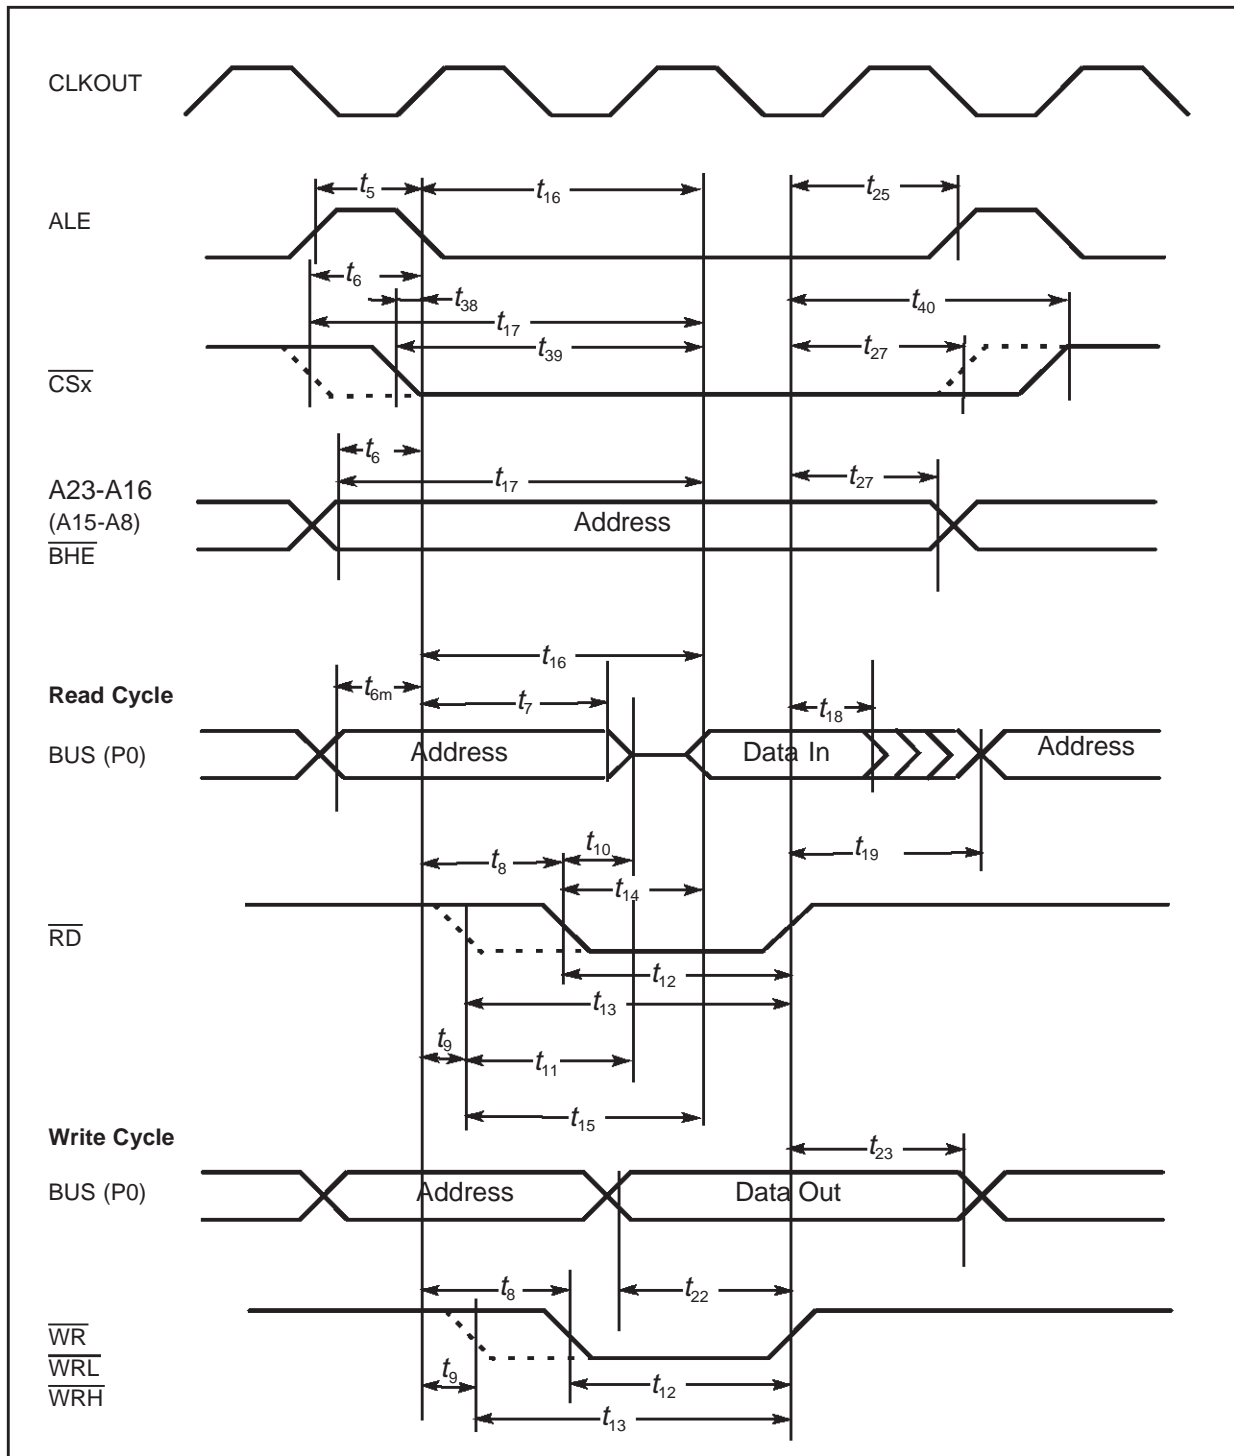 CLKOUT
t5
t16
t25
ALE
t6
t38
t40
t17
t39
t27
CSx
t6
t17
t27
A23-A16
(A15-A8)
Address
BHE
t16
Read Cycle
t6m
t7
t18
BUS (P0)
Address
Data In
Address
t10
t8
t19
t14
RD
t12
t13
t9
t11
t15
Write Cycle
t23
BUS (P0)
Address
Data Out
t8
t22
WR
WRL
t9
t12
WRH
t13